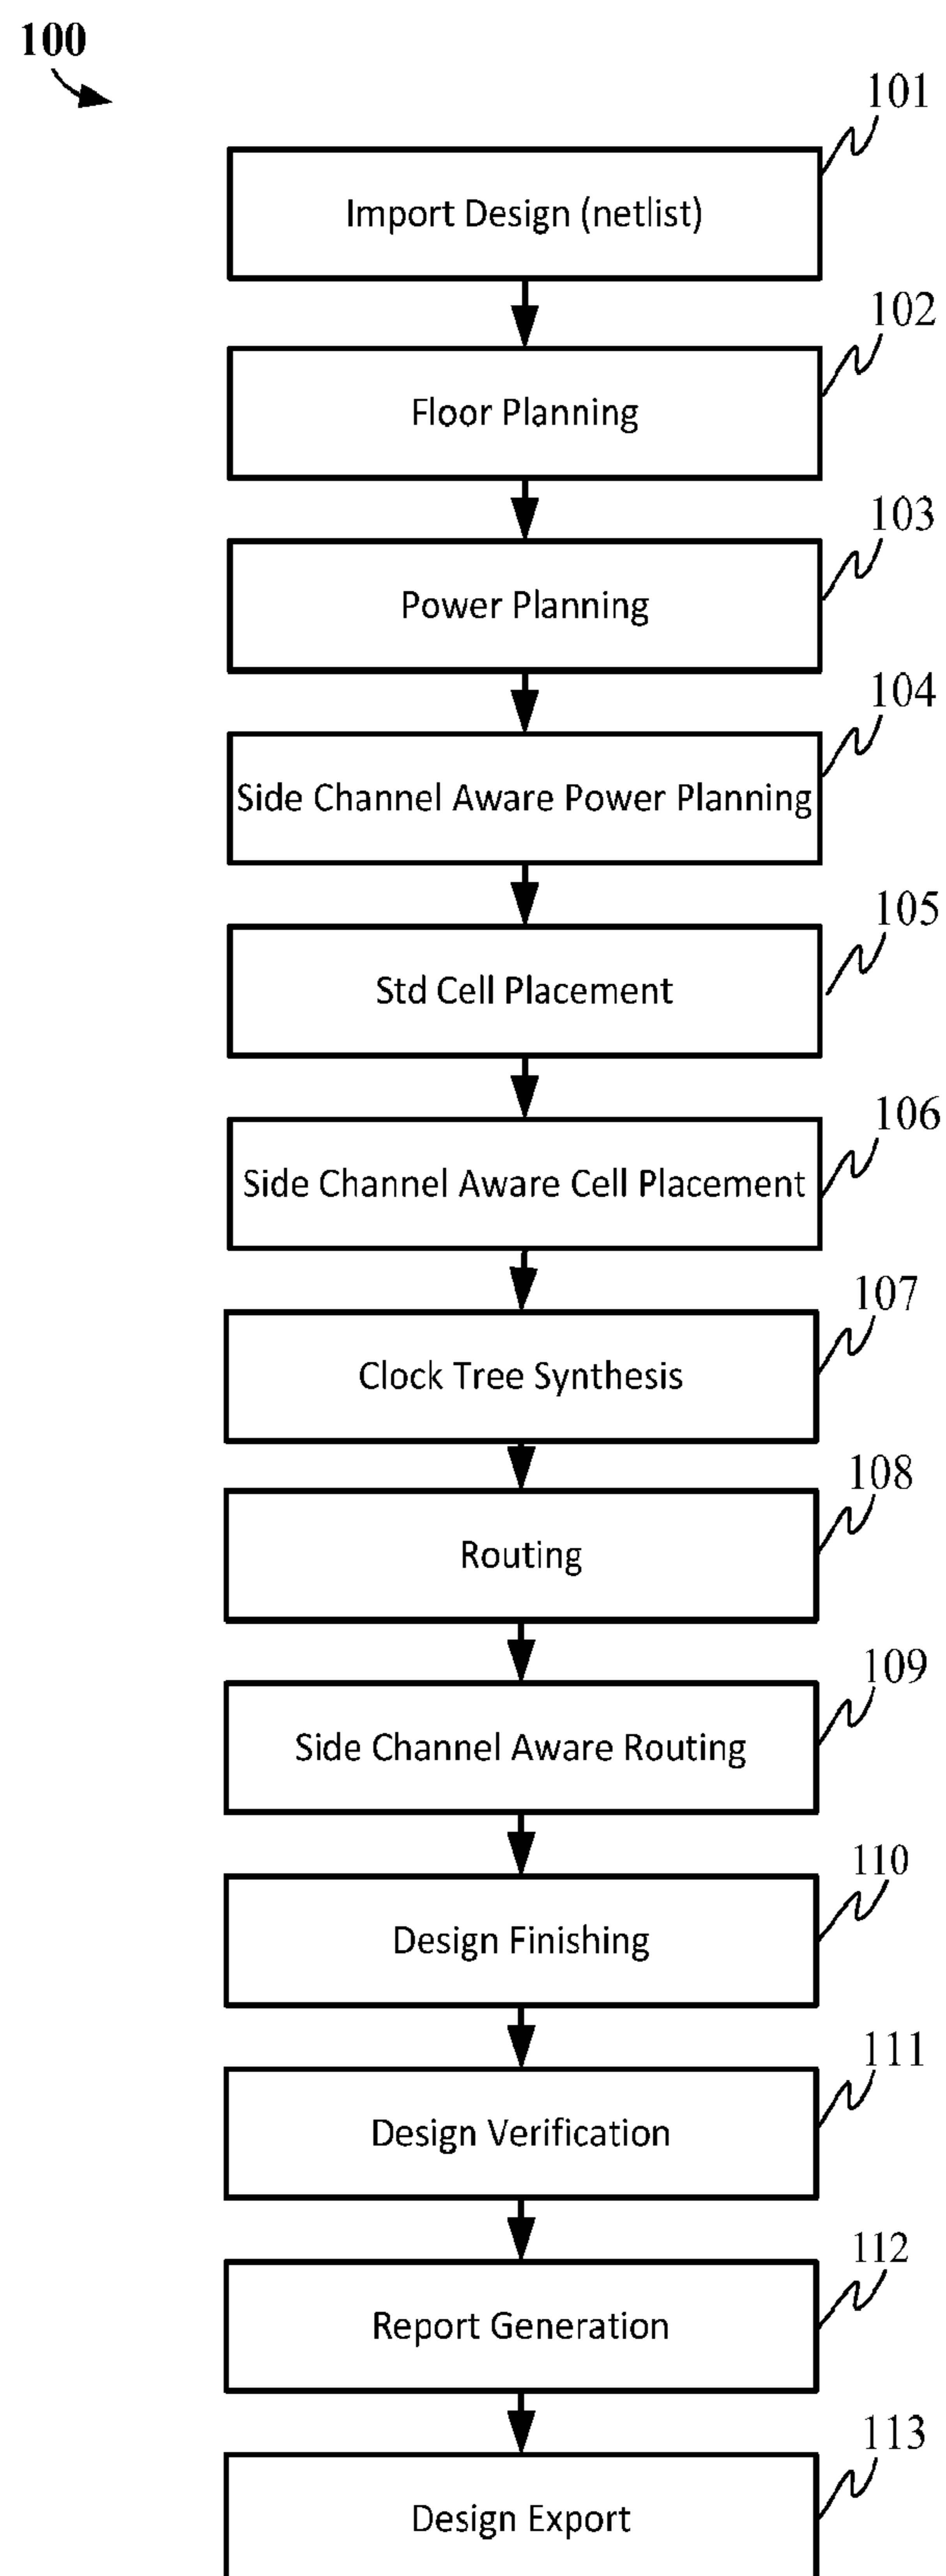 100
101
Import Design (netlist)
102
Floor Planning
103
Power Planning
104
Side Channel Aware Power Planning
105
Std Cell Placement
106
Side Channel Aware Cell Placement
107
Clock Tree Synthesis
108
Routing
109
Side Channel Aware Routing
110
Design Finishing
111
Design Verification
112
Report Generation
113
Design Export